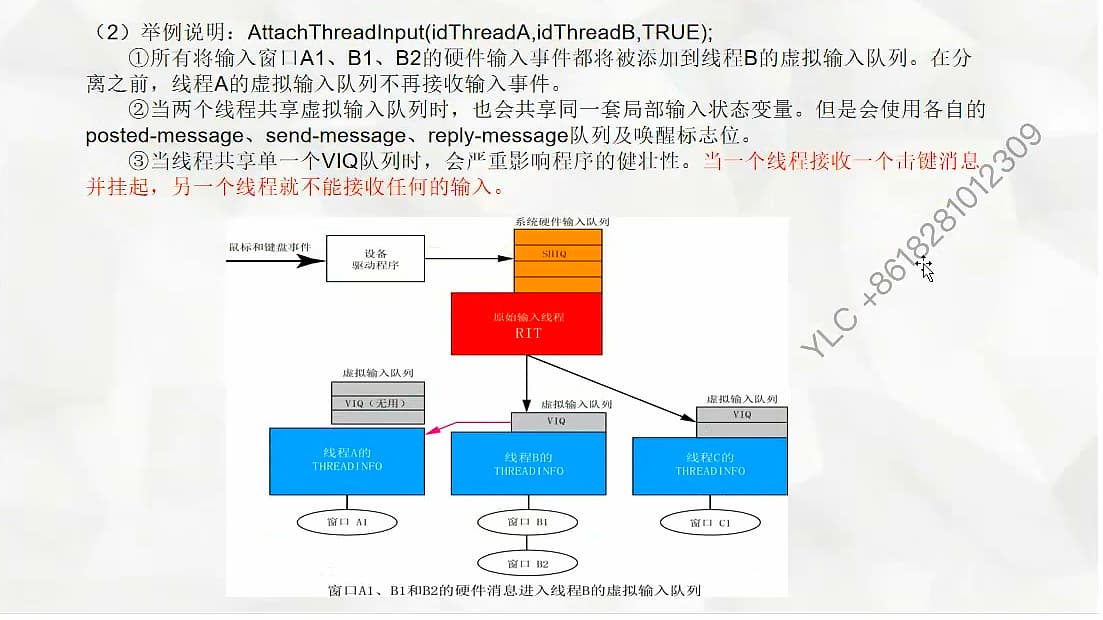 （2）举例说明：AttachThreadInput(idThreadA,idThreadB,TRUE);
①所有将输入窗口A1、B1、B2的硬件输入事件都将被添加到线程B的虚拟输入队列。在分
离之前，线程A的虚拟输入队列不再接收输入事件。
②当两个线程共享虚拟输入队列时，也会共享同一套局部输入状态变量。但是会使用各自的
posted-message、send-message、reply-message队列及唤醒标志位。
③当线程共享单一个VIQ队列时，会严重影响程序的健壮性。当一个线程接收一个击键消息
并挂起，另一个线程就不能接收任何的输入。
YLC +8618281012309
系统硬件输入队列
鼠标和键盘事件
设备
驱动程序
SHIQ
原始输入线程
RIT
虚拟输入队列
VIQ（无用）
虚拟输入队列
VIQ
虚拟输入队列
VIQ
线程A的
THREADINFO
线程B的
THREADINFO
线程C的
THREADINFO
窗口 A1
窗口 B1
窗口 C1
窗口 B2
窗口A1、B1和B2的硬件消息进入线程B的虚拟输入队列